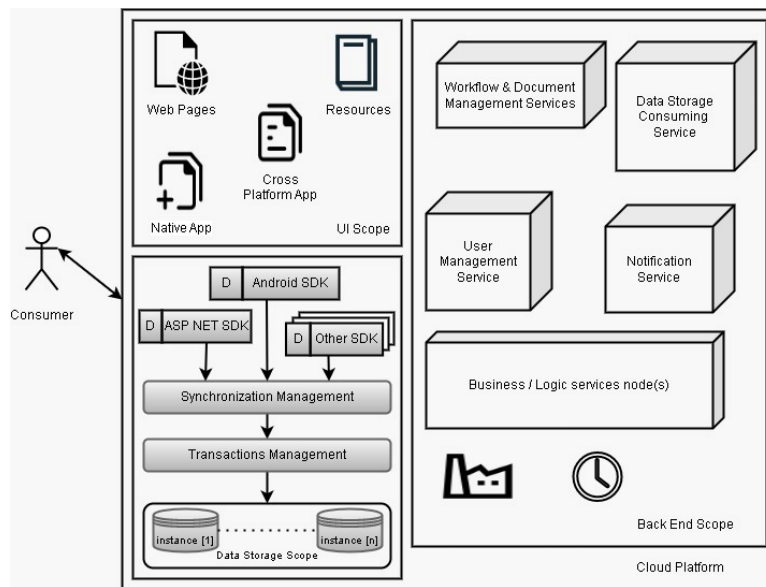 Web Pages
Resources
Cross
Platform App
Native App
UI Scope
Workflow & Document
Management Services
Data Storage
Consuming
Service
User
Management
Service
Notification
Service
Business / Logic services node(s)
Back End Scope
Cloud Platform
Consumer
D Android SDK
D ASP NET SDK
D Other SDK
Synchronization Management
Transactions Management
instance [1]
instance [n]
Data Storage Scope